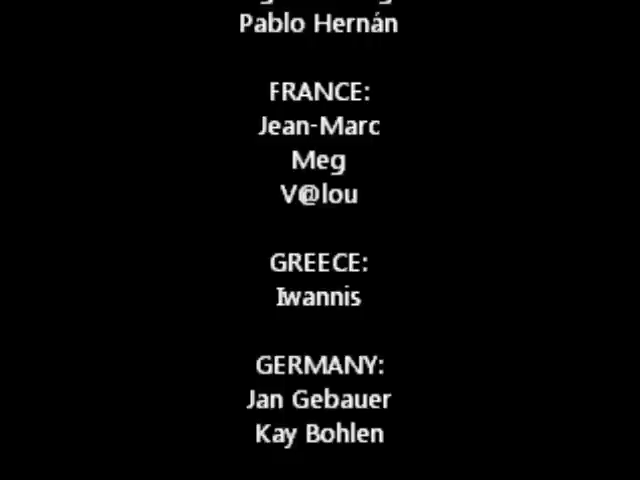 Pablo Hernán
FRANCE:
Jean-Marc
Meg
V@lou
GREECE:
Iwannis
GERMANY:
Jan Gebauer
Kay Bohlen